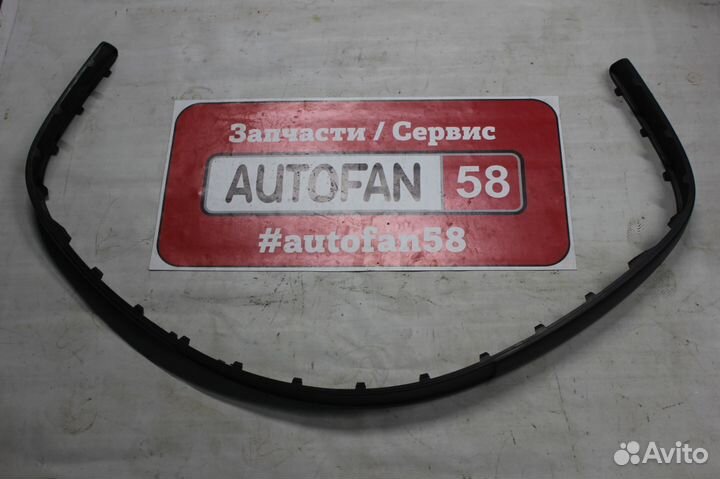 Запчасти / Сервис
AUTOFAN 58
#autofan58
Avito